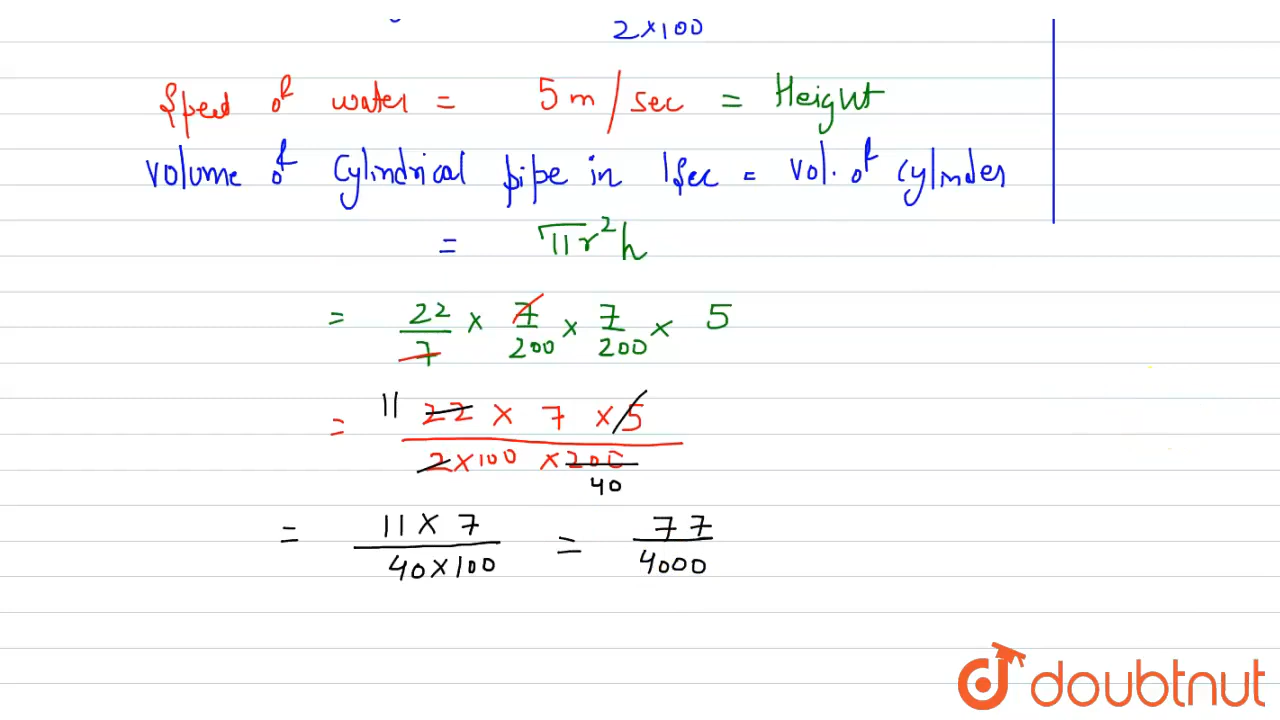 2×100
Speed of water = 5m/sec = Height
Volume of Cylindrical pipe in 1Sec = Vol. of Cylinder
= πr²h
= 22/7 × 7/200 × 7/200 × 5
= 11 22 × 7 × 5 / 2×100 × 200 40
= 11×7 / 40×100 = 77/4000
doubtnut